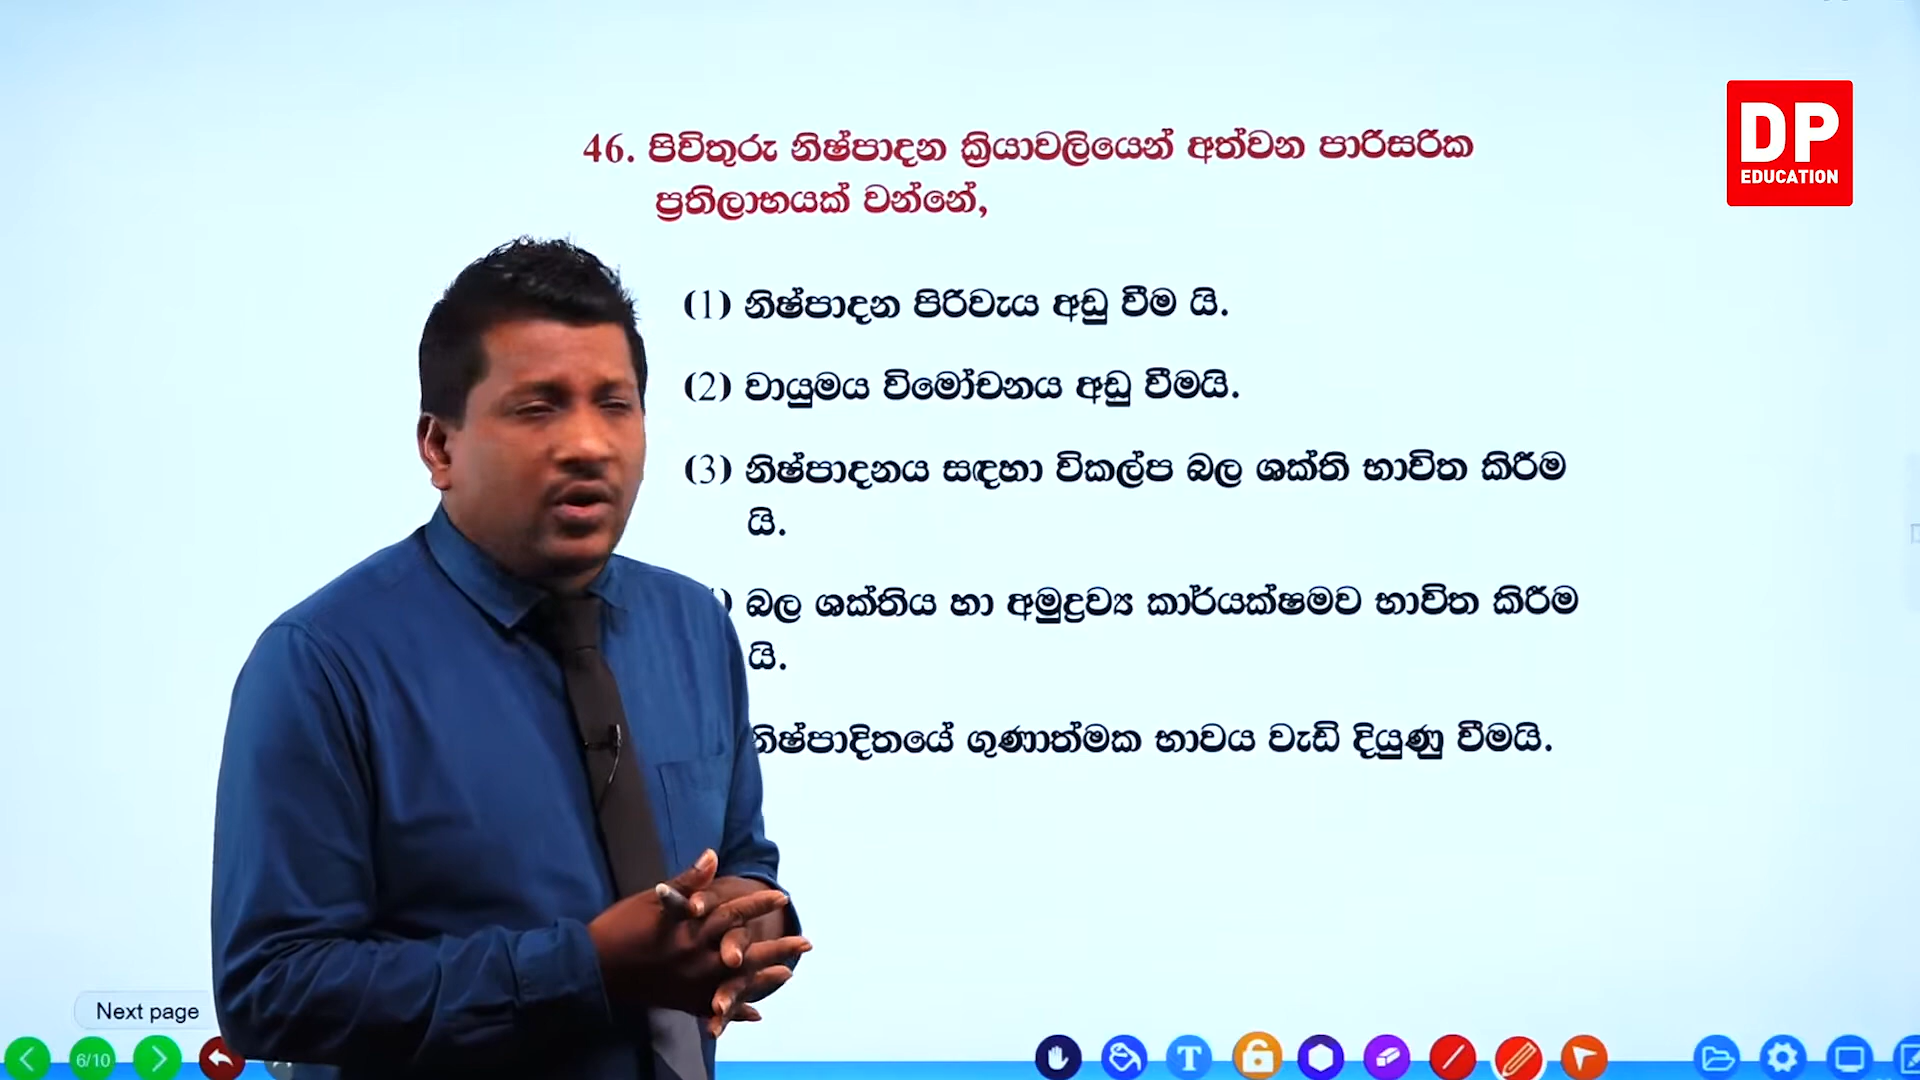 DP
EDUCATION
46. පිවිතුරු නිෂ්පාදන ක්‍රියාවලියෙන් අත්වන පාරිසරික
ප්‍රතිලාභයක් වන්නේ,
(1) නිෂ්පාදන පිරිවැය අඩු වීම යි.
(2) වායුමය විමෝචනය අඩු වීමයි.
(3) නිෂ්පාදනය සඳහා විකල්ප බල ශක්ති භාවිත කිරීම
යි.
) බල ශක්තිය හා අමුද්‍රව්‍ය කාර්යක්ෂමව භාවිත කිරීම
යි.
නිෂ්පාදිතයේ ගුණාත්මක භාවය වැඩි දියුණු වීමයි.
Next page
6/10
T